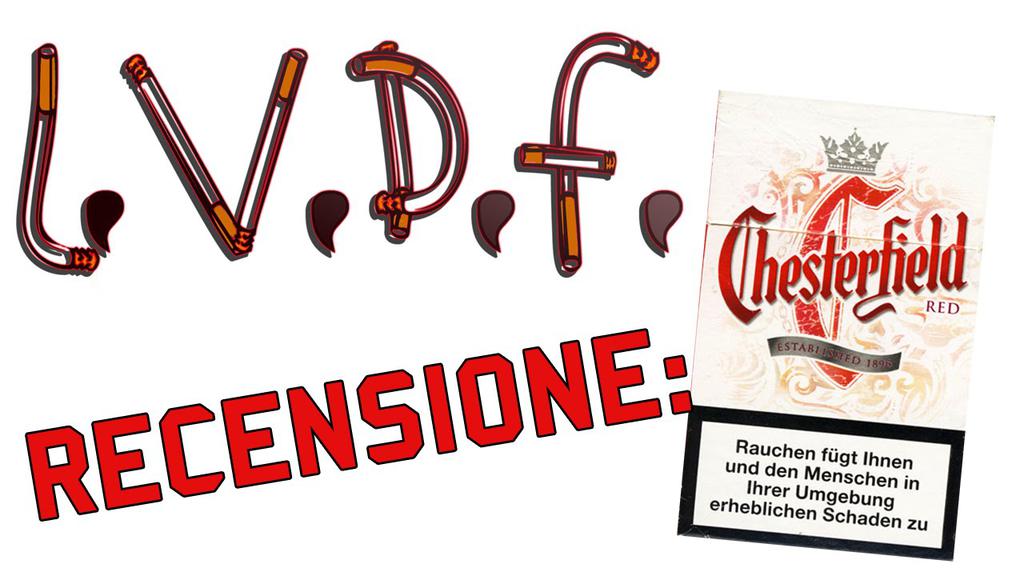 L,V,D,F,
RECENSIONE:
Chesterfield
RED
ESTABLISHED 1896
Rauchen fügt Ihnen
und den Menschen in
Ihrer Umgebung
erheblichen Schaden zu